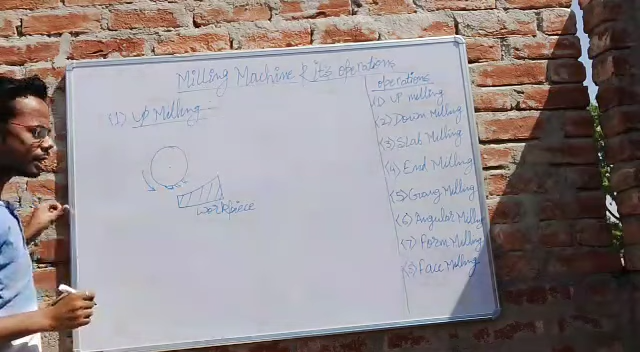 Milling Machine & its operations
(1) UP Milling
workpiece
operations
(1) UP milling
(2) Down Milling
(3) Slab Milling
(4) End Milling
(5) Gang Milling
(6) Angular Milling
(7) Form Milling
(8) Face Milling